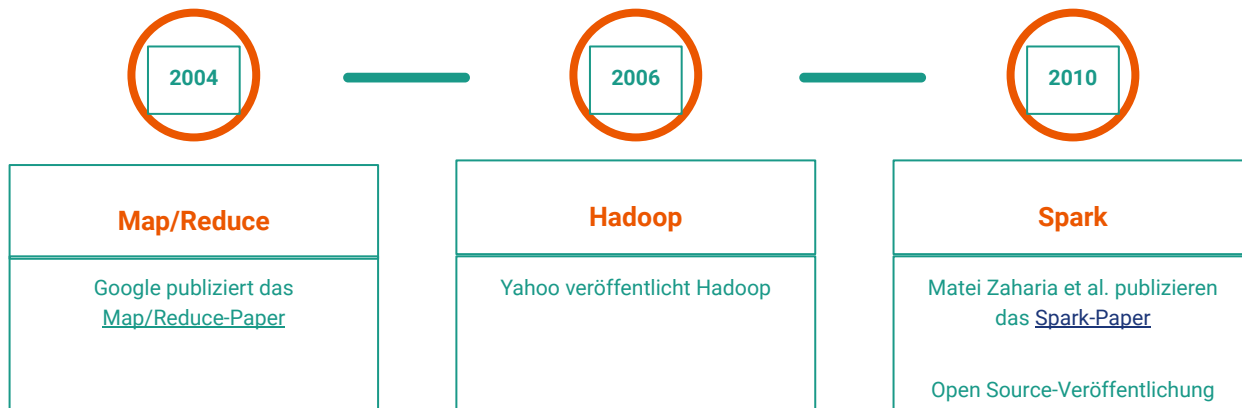 2004
2006
2010
Map/Reduce
Hadoop
Spark
Google publiziert das
Map/Reduce-Paper
Yahoo veröffentlicht Hadoop
Matei Zaharia et al. publizieren
das Spark-Paper
Open Source-Veröffentlichung